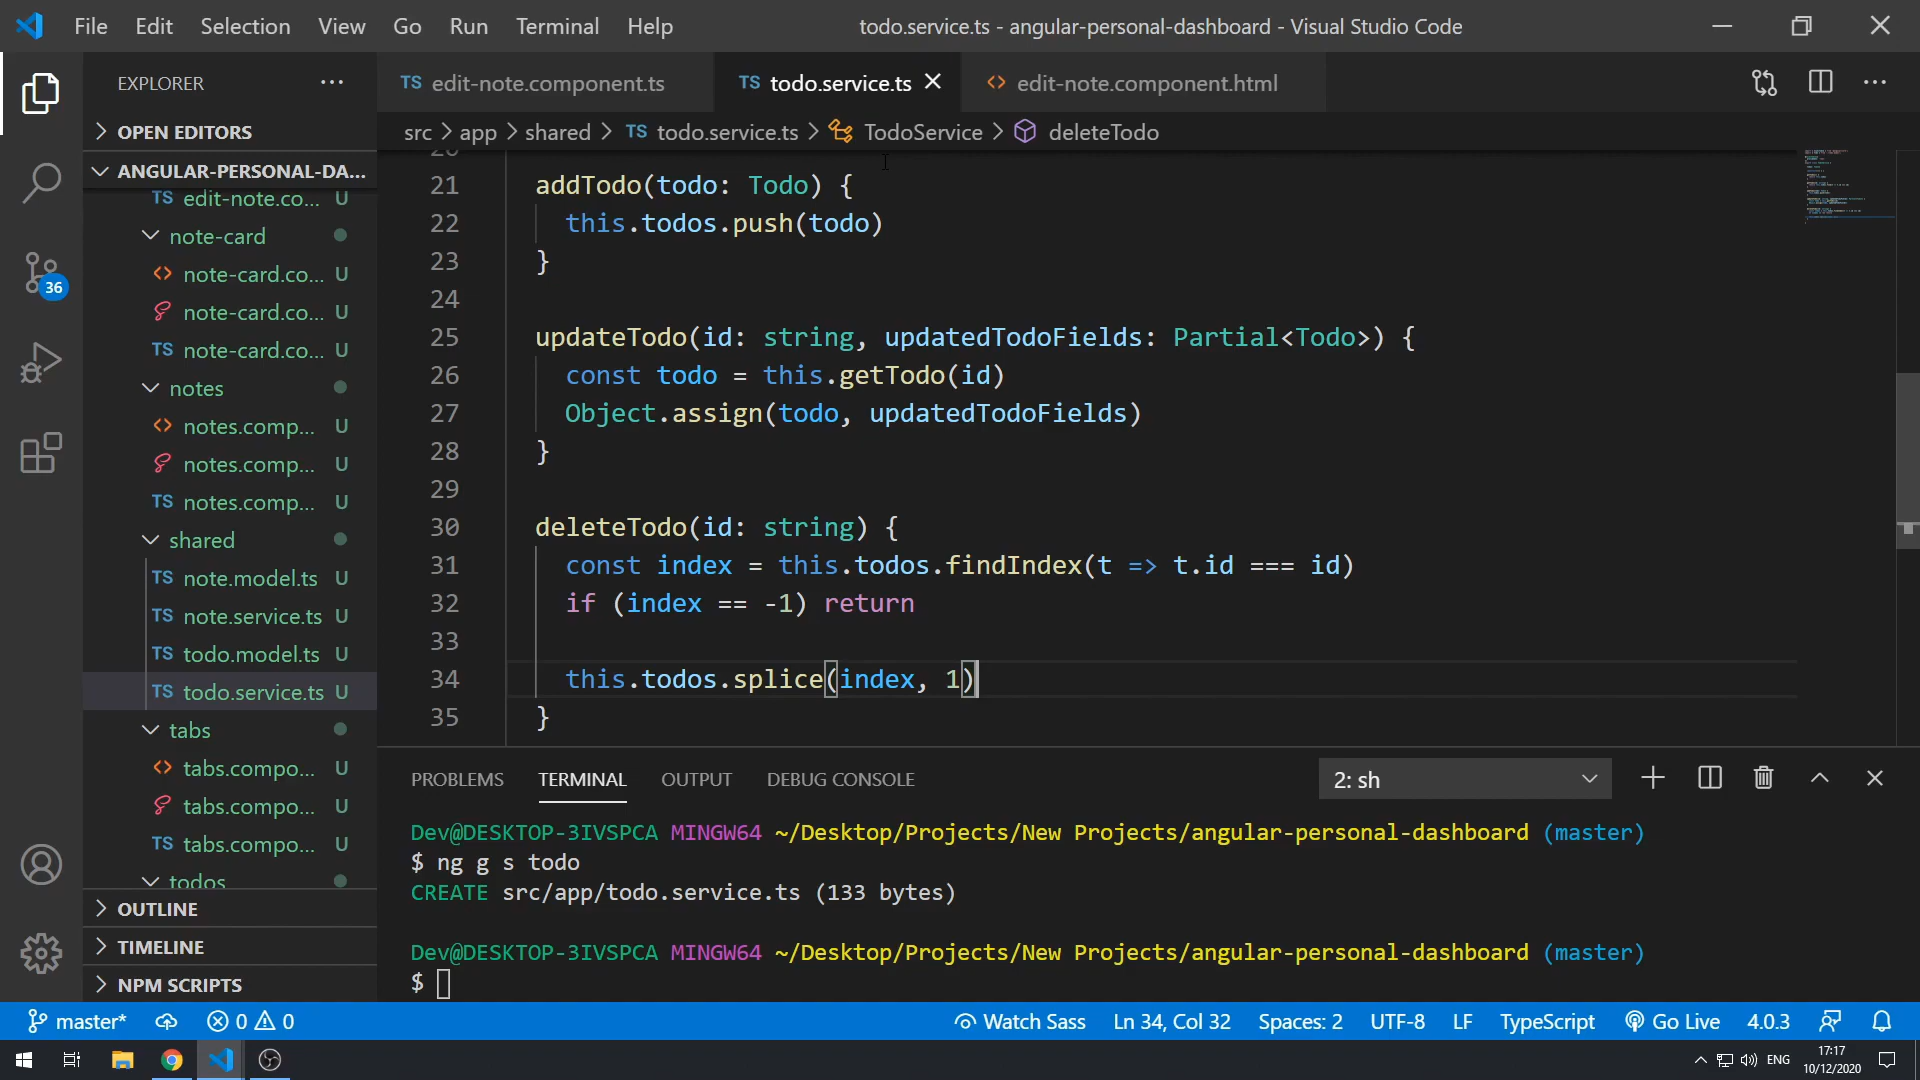 File Edit Selection View Go Run Terminal Help
todo.service.ts - angular-personal-dashboard - Visual Studio Code
EXPLORER
TS edit-note.component.ts
TS todo.service.ts
<> edit-note.component.html
OPEN EDITORS
src > app > shared > TS todo.service.ts > TodoService > deleteTodo
ANGULAR-PERSONAL-DA...
TS edit-note.co... U
note-card
<> note-card.co... U
note-card.co... U
TS note-card.co... U
notes
<> notes.comp... U
notes.comp... U
TS notes.comp... U
shared
TS note.model.ts U
TS note.service.ts U
TS todo.model.ts U
TS todo.service.ts U
tabs
<> tabs.compo... U
tabs.compo... U
TS tabs.compo... U
todos
OUTLINE
TIMELINE
NPM SCRIPTS
36
20
21 addTodo(todo: Todo) {
22 this.todos.push(todo)
23 }
24
25 updateTodo(id: string, updatedTodoFields: Partial<Todo>) {
26 const todo = this.getTodo(id)
27 Object.assign(todo, updatedTodoFields)
28 }
29
30 deleteTodo(id: string) {
31 const index = this.todos.findIndex(t => t.id === id)
32 if (index == -1) return
33
34 this.todos.splice(index, 1)
35 }
PROBLEMS TERMINAL OUTPUT DEBUG CONSOLE
2: sh
Dev@DESKTOP-3IVSPCA MINGW64 ~/Desktop/Projects/New Projects/angular-personal-dashboard (master)
$ ng g s todo
CREATE src/app/todo.service.ts (133 bytes)
Dev@DESKTOP-3IVSPCA MINGW64 ~/Desktop/Projects/New Projects/angular-personal-dashboard (master)
$
master* 0 0
Watch Sass Ln 34, Col 32 Spaces: 2 UTF-8 LF TypeScript Go Live 4.0.3
ENG
17:17
10/12/2020